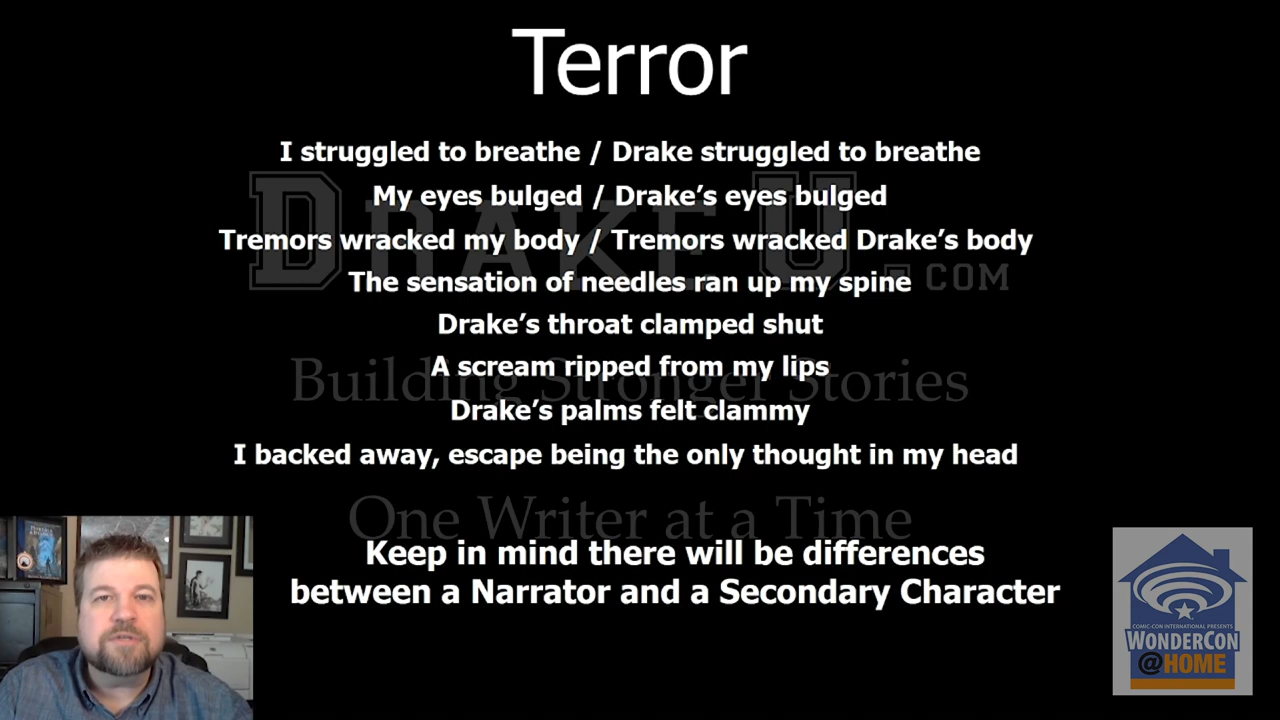 Terror
I struggled to breathe / Drake struggled to breathe
My eyes bulged / Drake’s eyes bulged
DRAKE U.COM
Tremors wracked my body / Tremors wracked Drake’s body
The sensation of needles ran up my spine
Drake’s throat clamped shut
A scream ripped from my lips
Building Stronger Stories
Drake’s palms felt clammy
I backed away, escape being the only thought in my head
One Writer at a Time
Keep in mind there will be differences
between a Narrator and a Secondary Character
COMIC-CON INTERNATIONAL PRESENTS
WONDERCON
@HOME